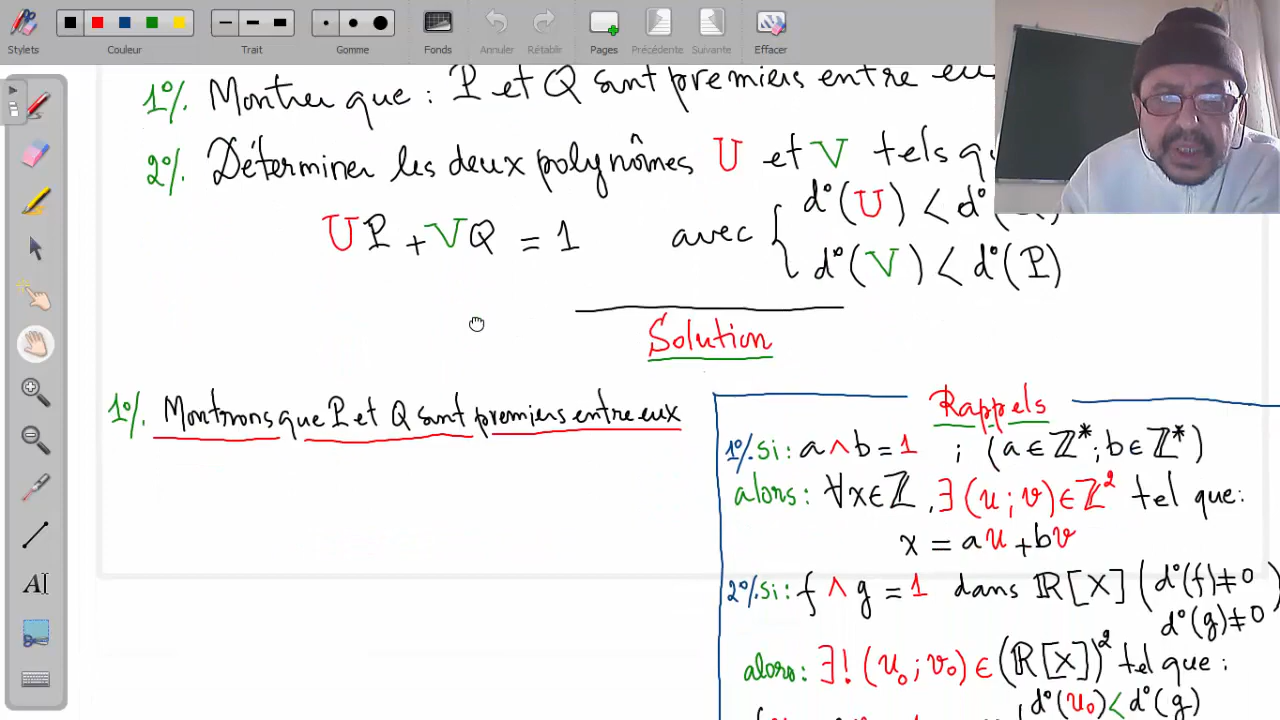 Stylets Couleur Trait Gomme Fonds Annuler Rétablir Pages Précédente Suivante Effacer
1°/. Montrer que : P et Q sont premiers entre
2°/. Déterminer les deux polynômes U et V tels
UP + VQ = 1 avec { d°(U) < d°
d°(V) < d°(P)
Solution
1°/. Montrons que P et Q sont premiers entre eux
Rappels
1°/. si: a ∧ b = 1 ; (a ∈ ℤ* ; b ∈ ℤ*)
alors: ∀x ∈ ℤ, ∃ (u ; v) ∈ ℤ² tel que:
x = au + bv
2°/. si: f ∧ g = 1 dans ℝ[X] (d°(f) ≠ 0
d°(g) ≠ 0
alors: ∃! (u₀ ; v₀) ∈ (ℝ[X])² tel que :
d°(u₀) < d°(g)